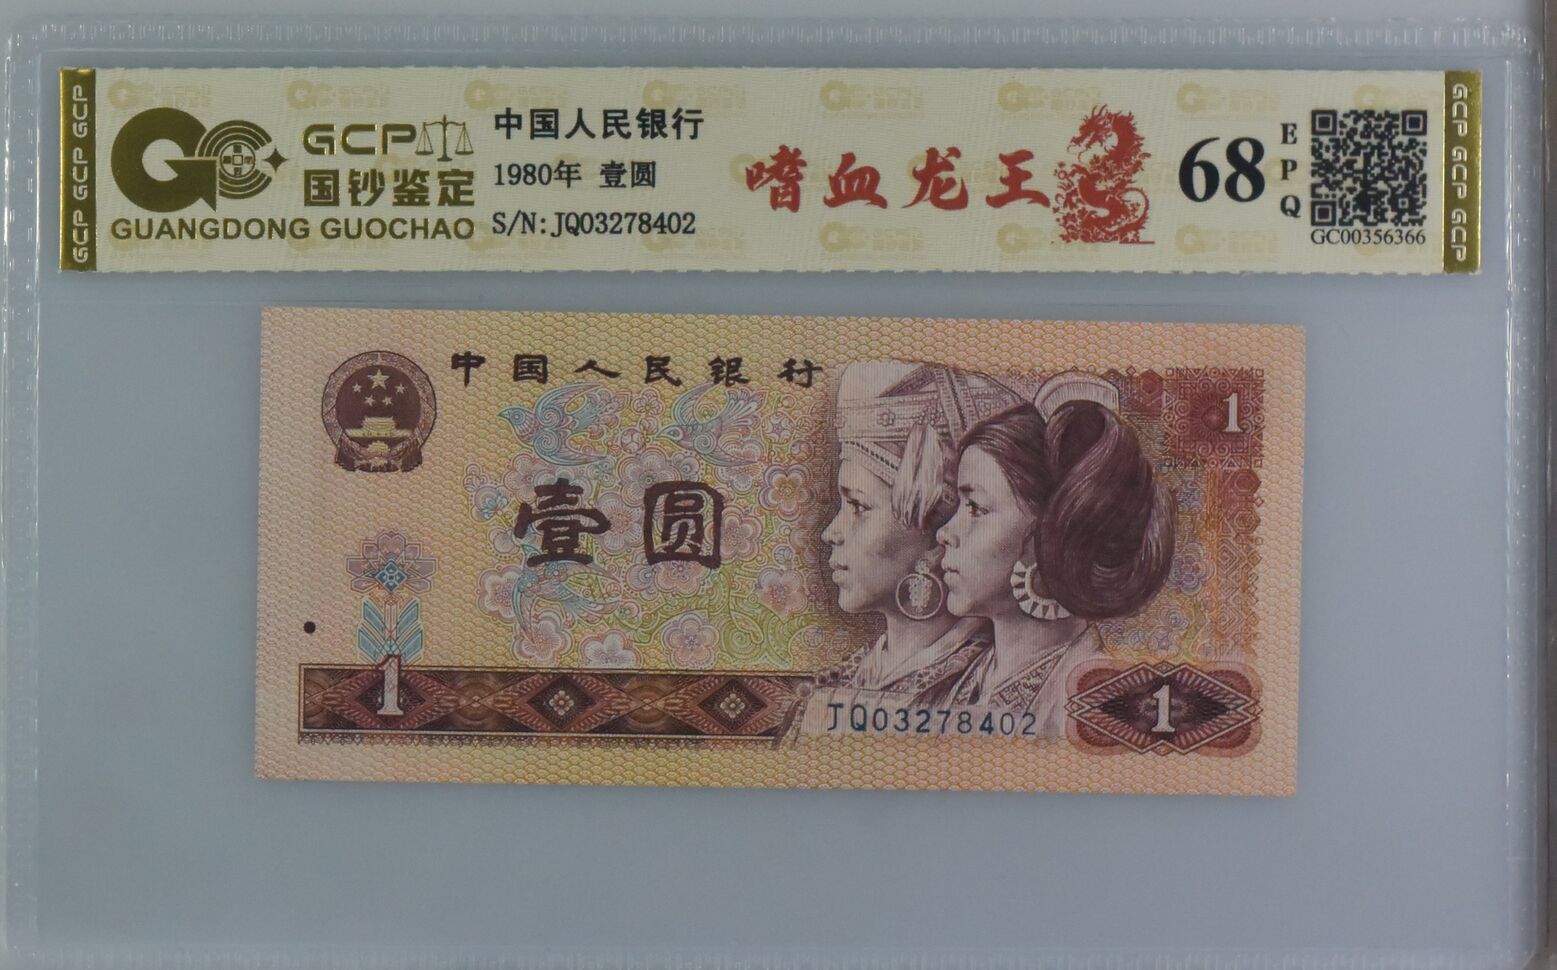 GCP GCP GCP
GCP
国钞鉴定
GUANGDONG GUOCHAO
中国人民银行
1980年 壹圆
S/N:JQ03278402
嗜血龙王
68
EPQ
GC00356366
GCP GCP GCP
中国人民银行
1
壹圆
1
JQ03278402
1